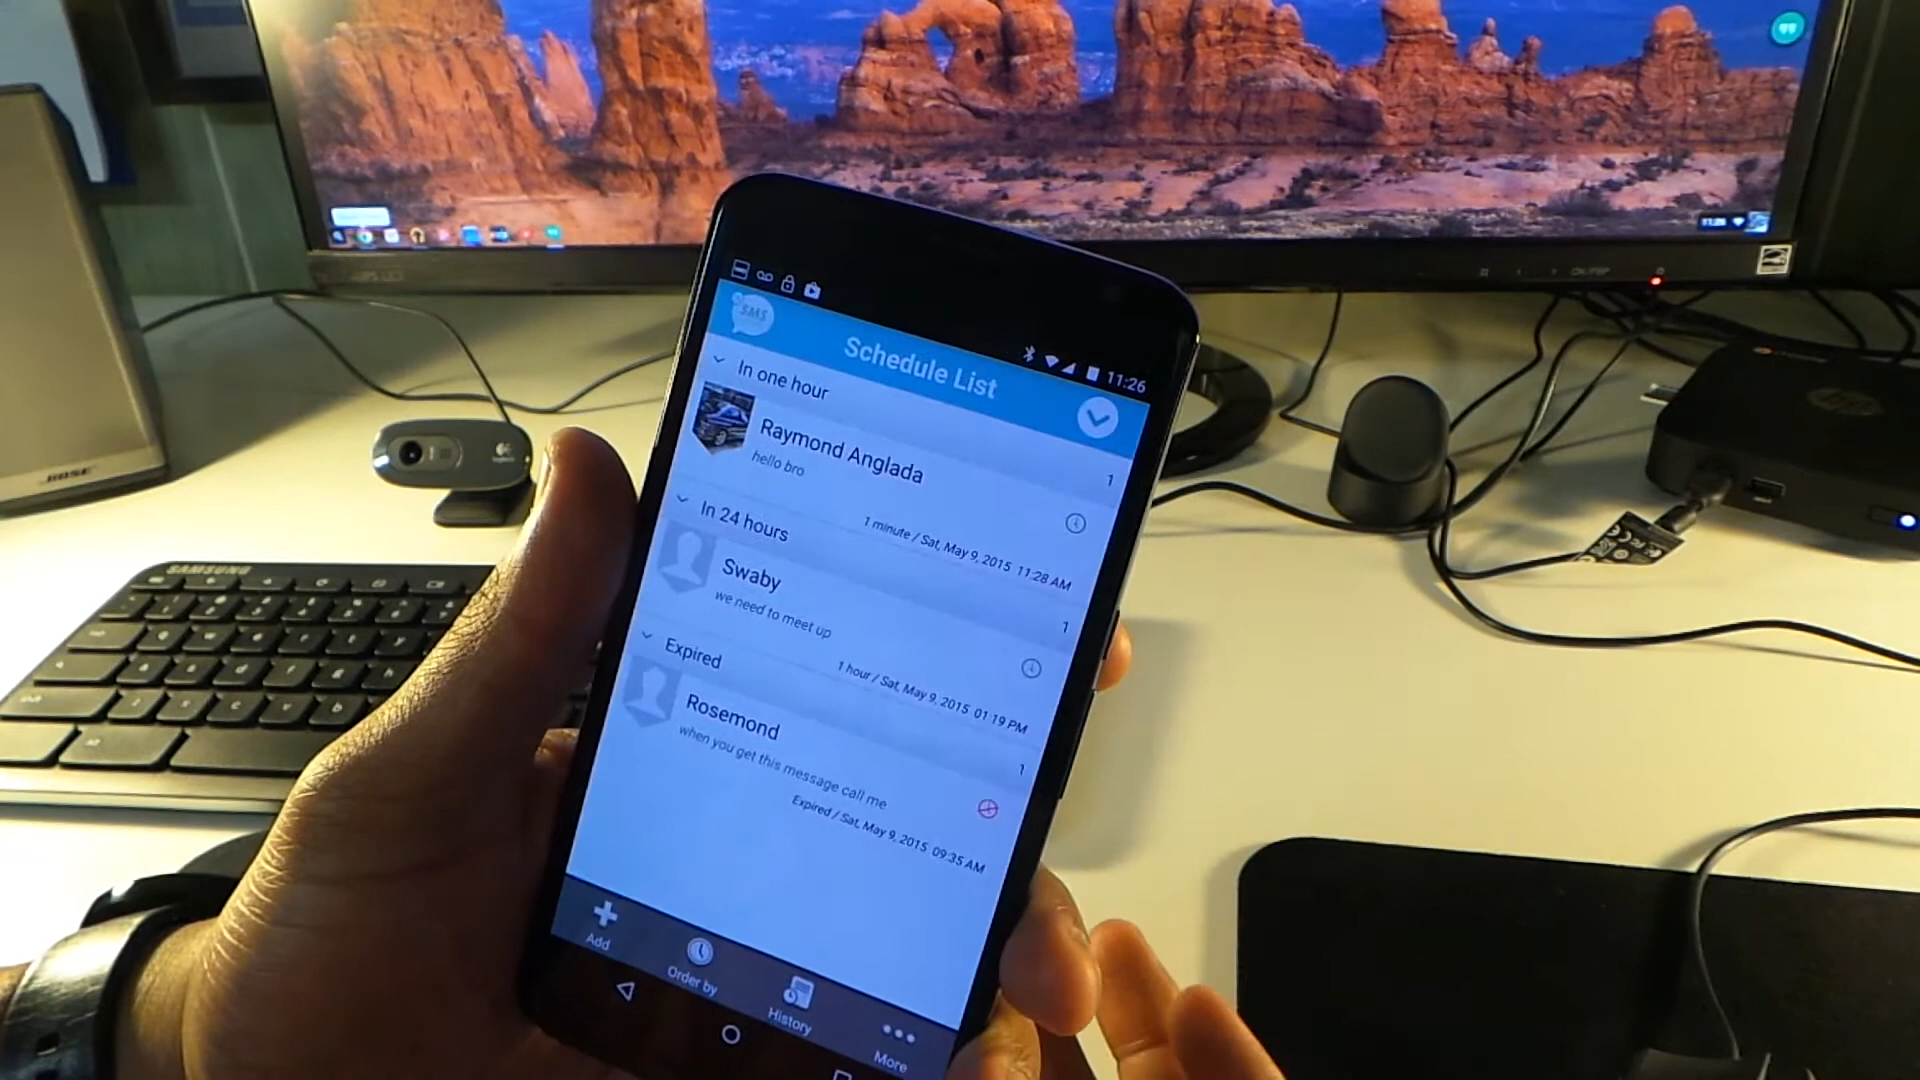 11:26
BOSE
SAMSUNG
11:26
SMS
Schedule List
In one hour
1
Raymond Anglada
hello bro
1 minute / Sat, May 9, 2015 11:28 AM
In 24 hours
1
Swaby
we need to meet up
1 hour / Sat, May 9, 2015 01:19 PM
Expired
1
Rosemond
when you get this message call me
Expired / Sat, May 9, 2015 09:35 AM
Add
Order by
History
More